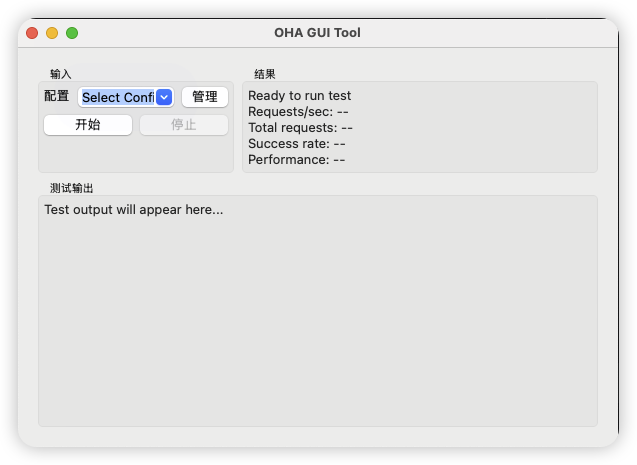 OHA GUI Tool
输入
配置 Select Confi 管理
开始 停止
结果
Ready to run test
Requests/sec: --
Total requests: --
Success rate: --
Performance: --
测试输出
Test output will appear here...